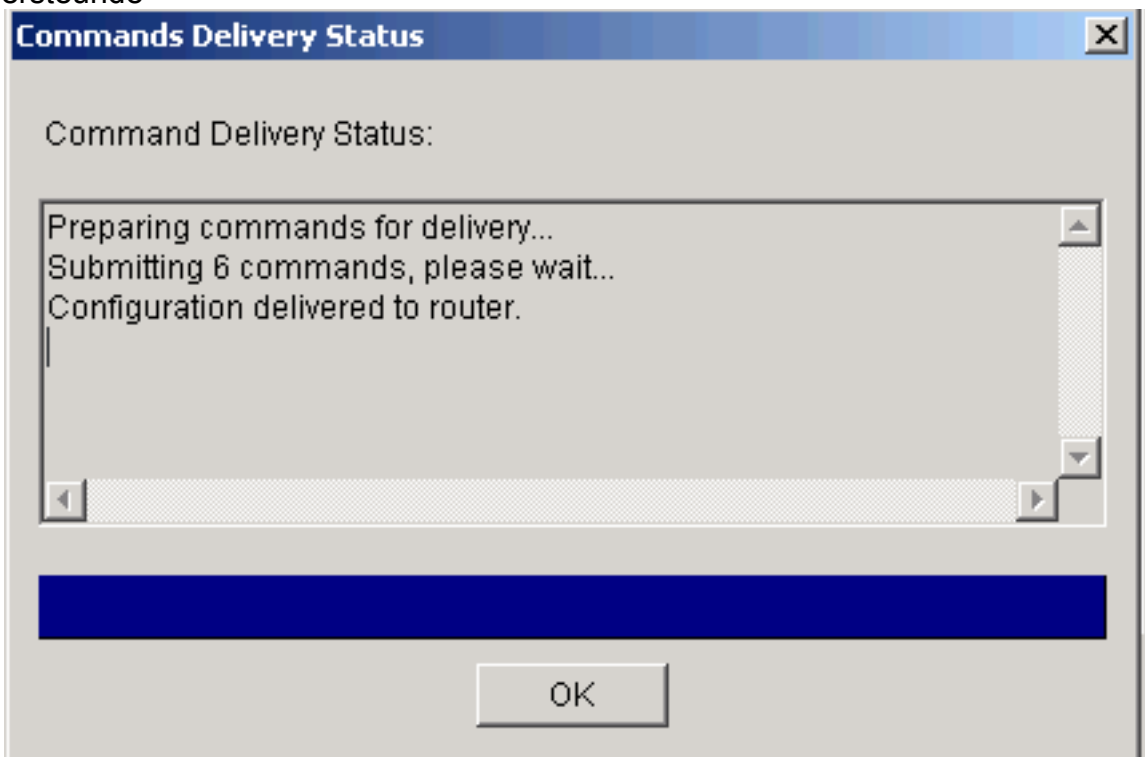 Commands Delivery Status
Command Delivery Status:
Preparing commands for delivery...
Submitting 6 commands, please wait...
Configuration delivered to router.
OK